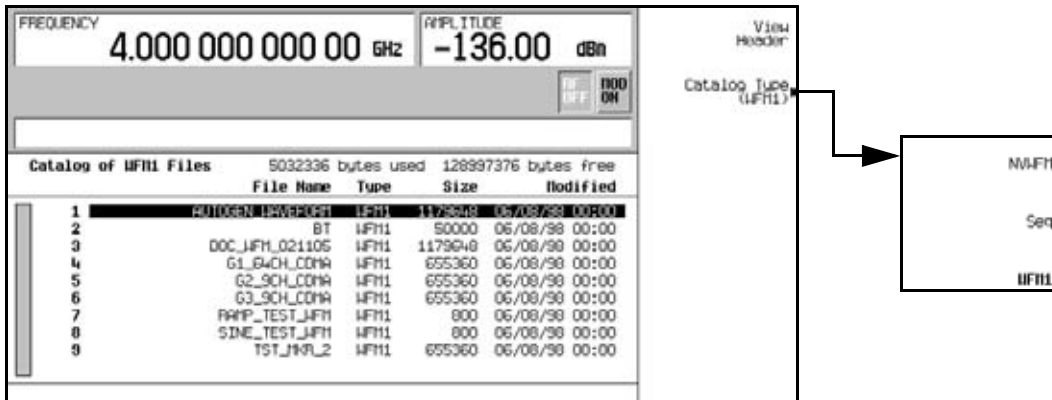 FREQUENCY
4.000 000 000 00 GHz
AMPLITUDE
-136.00 dBm
RF OFF
MOD ON
View Header
Catalog Type (WFM1)
Catalog of WFM1 Files 5032336 bytes used 128997376 bytes free
File Name Type Size Modified
1 AUTOGEN_WAVEFORM WFM1 1179648 06/08/98 00:00
2 BT WFM1 50000 06/08/98 00:00
3 DOC_WFM_021105 WFM1 1179648 06/08/98 00:00
4 G1_64CH_CDMA WFM1 655360 06/08/98 00:00
5 G2_9CH_CDMA WFM1 655360 06/08/98 00:00
6 G3_9CH_CDMA WFM1 655360 06/08/98 00:00
7 RAMP_TEST_WFM WFM1 800 06/08/98 00:00
8 SINE_TEST_WFM WFM1 800 06/08/98 00:00
9 TST_MKR_2 WFM1 655360 06/08/98 00:00
NVWFM
Seq
WFM1